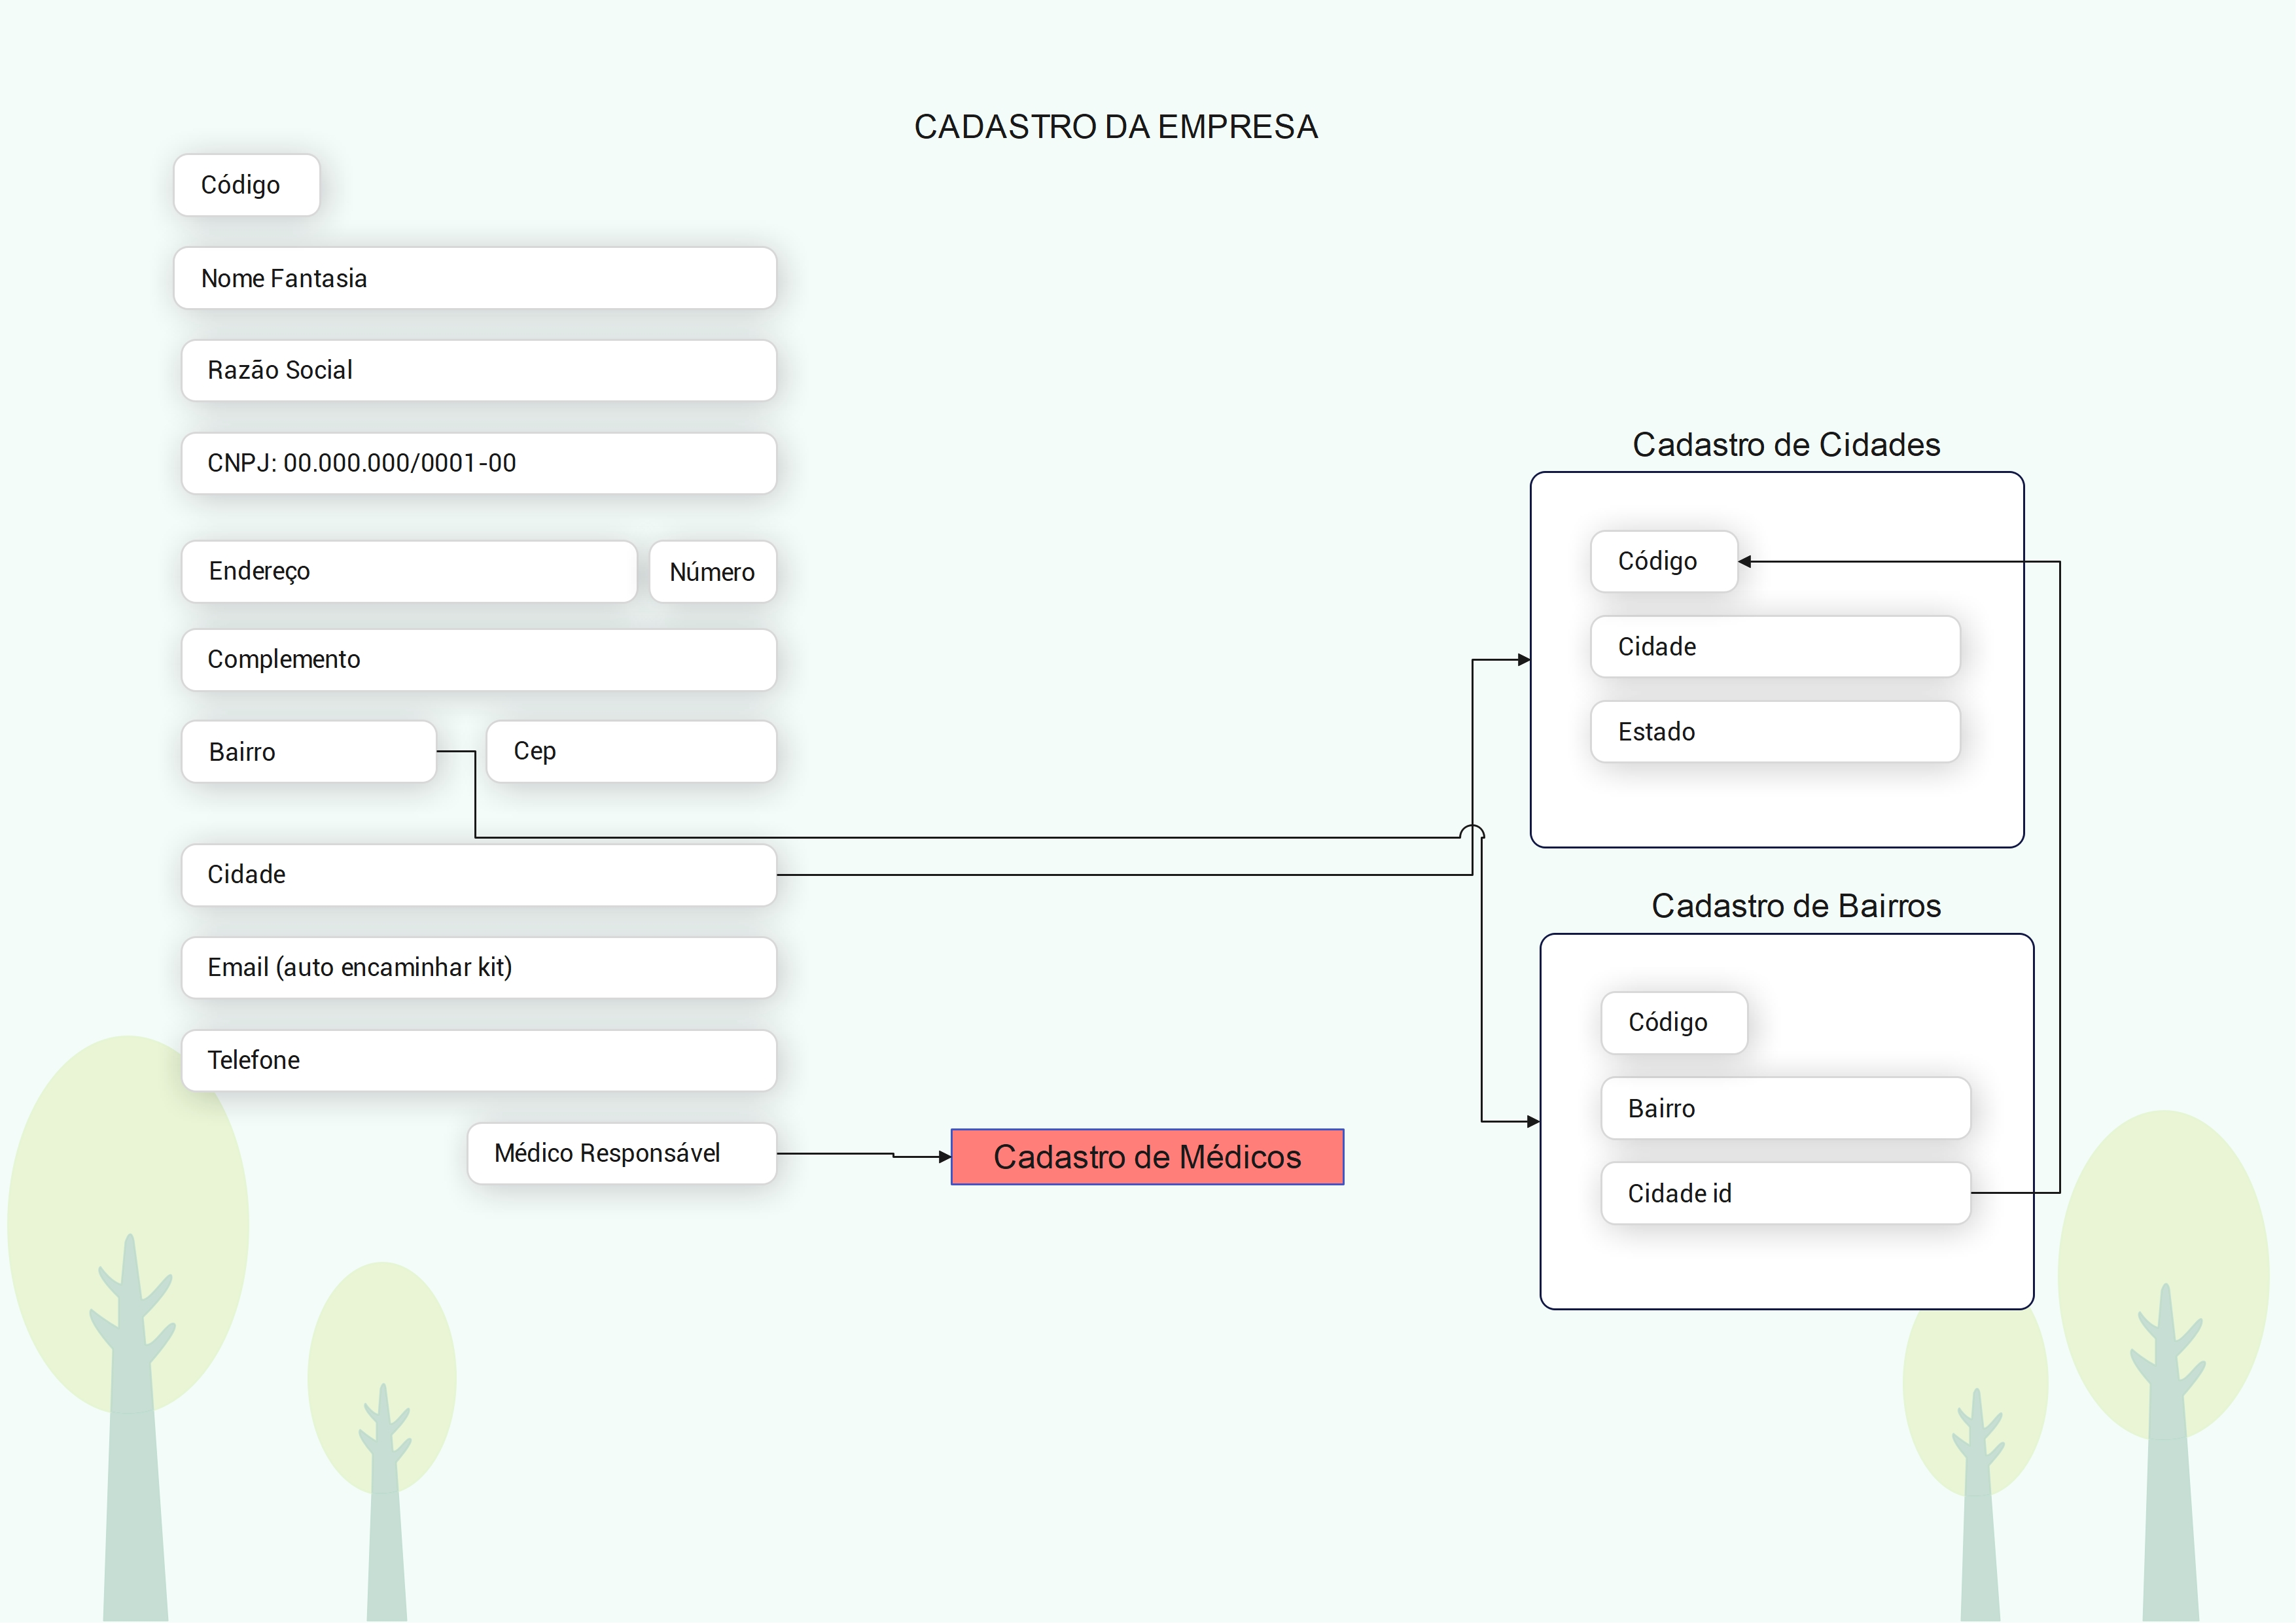 CADASTRO DA EMPRESA
Código
Nome Fantasia
Razão Social
CNPJ: 00.000.000/0001-00
Endereço
Número
Complemento
Bairro
Cep
Cidade
Email (auto encaminhar kit)
Telefone
Médico Responsável
Cadastro de Médicos
Cadastro de Cidades
Código
Cidade
Estado
Cadastro de Bairros
Código
Bairro
Cidade id